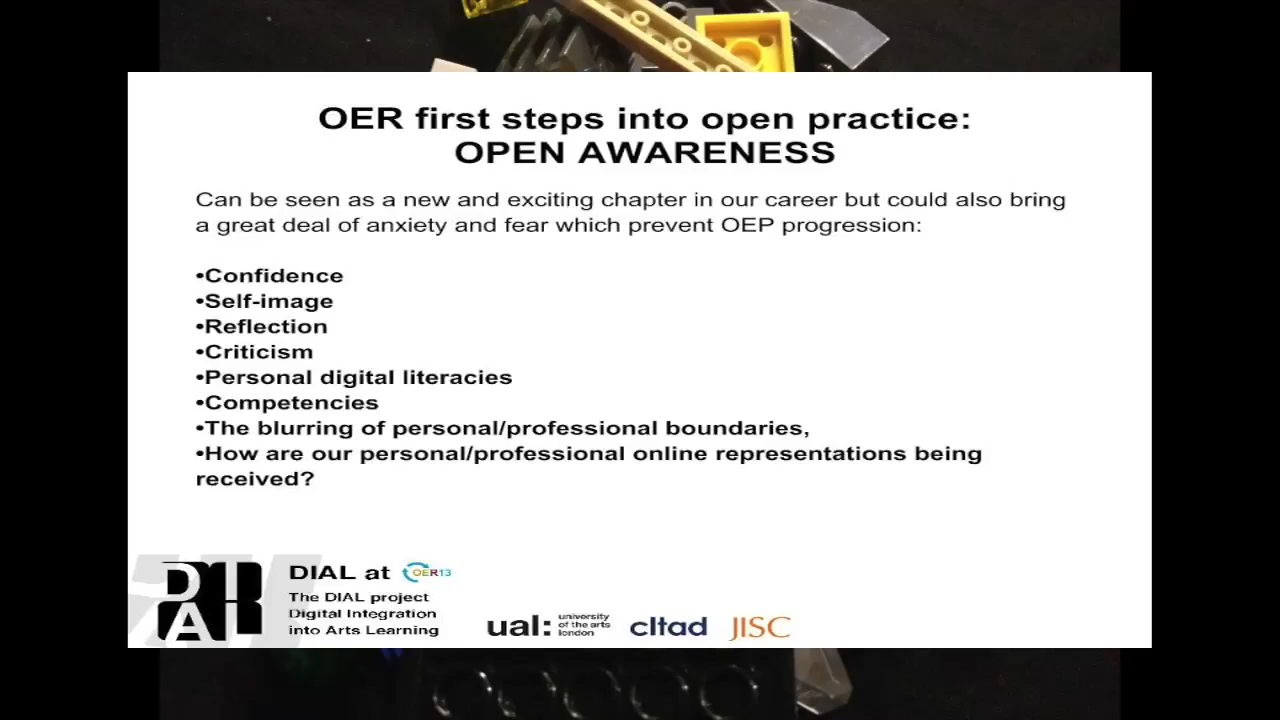 OER first steps into open practice:
OPEN AWARENESS
Can be seen as a new and exciting chapter in our career but could also bring
a great deal of anxiety and fear which prevent OEP progression:
•Confidence
•Self-image
•Reflection
•Criticism
•Personal digital literacies
•Competencies
•The blurring of personal/professional boundaries,
•How are our personal/professional online representations being
received?
DIAL
DIAL at OER13
The DIAL project
Digital Integration
into Arts Learning
ual: university
of the arts
london
cltad
JISC